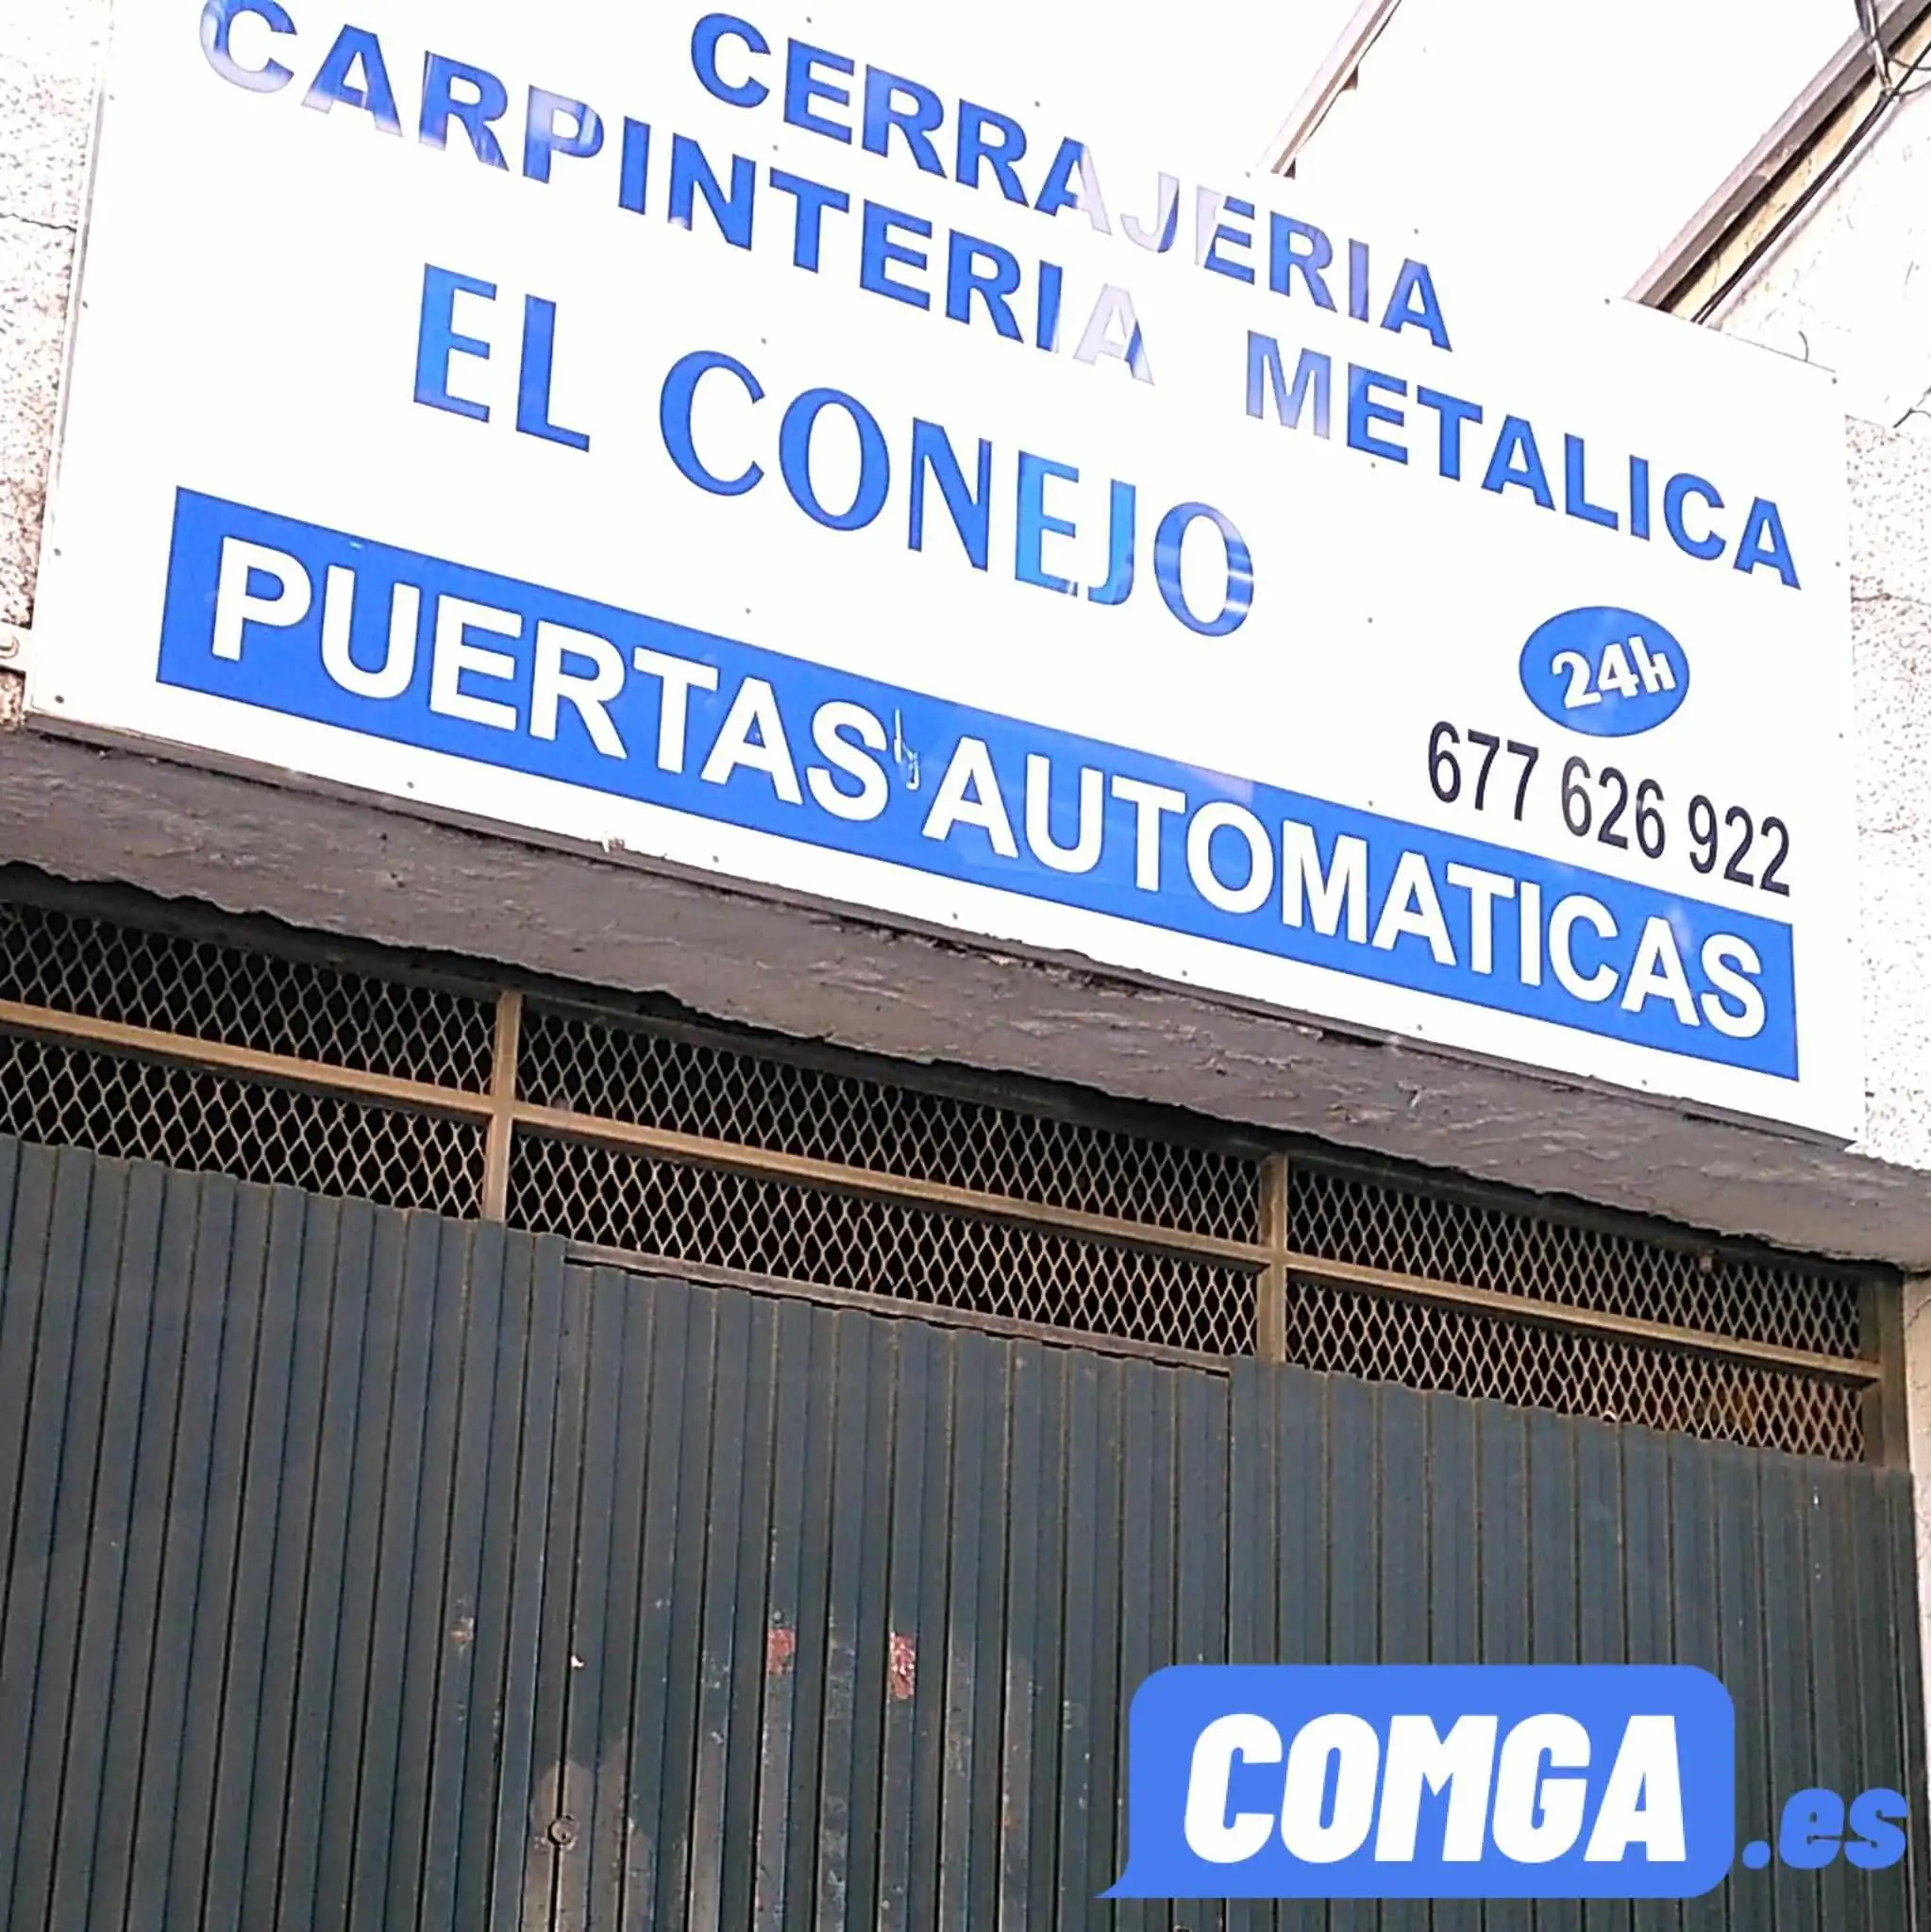 CERRAJERIA
CARPINTERIA METALICA
EL CONEJO
24h
677 626 922
PUERTAS AUTOMATICAS
COMGA.es